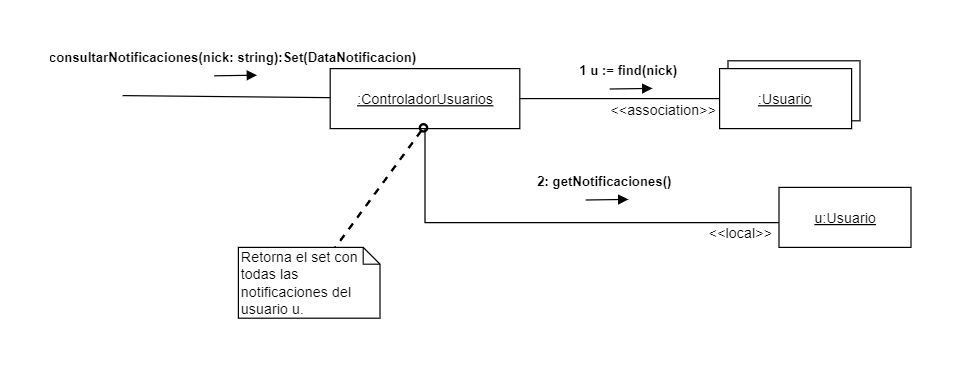 consultarNotificaciones(nick: string):Set(DataNotificacion)
:ControladorUsuarios
1 u := find(nick)
<<association>>
:Usuario
2: getNotificaciones()
<<local>>
u:Usuario
Retorna el set con
todas las
notificaciones del
usuario u.